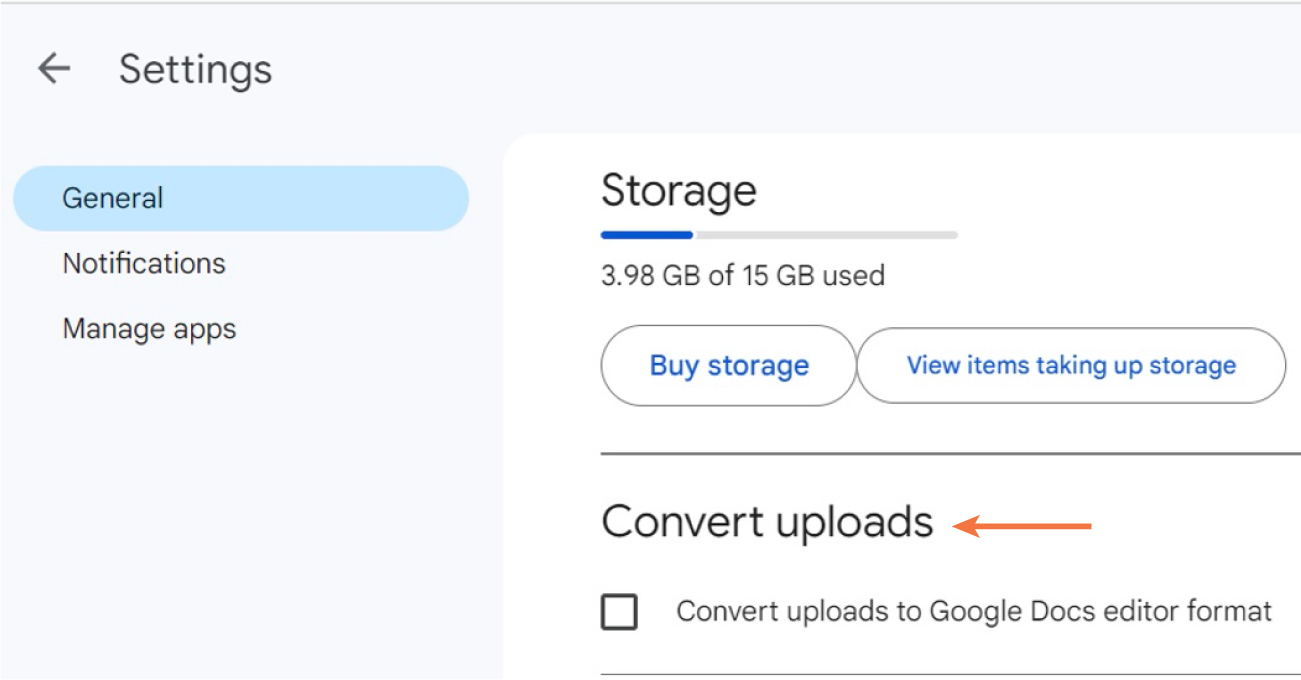 Settings
General
Notifications
Manage apps
Storage
3.98 GB of 15 GB used
Buy storage
View items taking up storage
Convert uploads
Convert uploads to Google Docs editor format